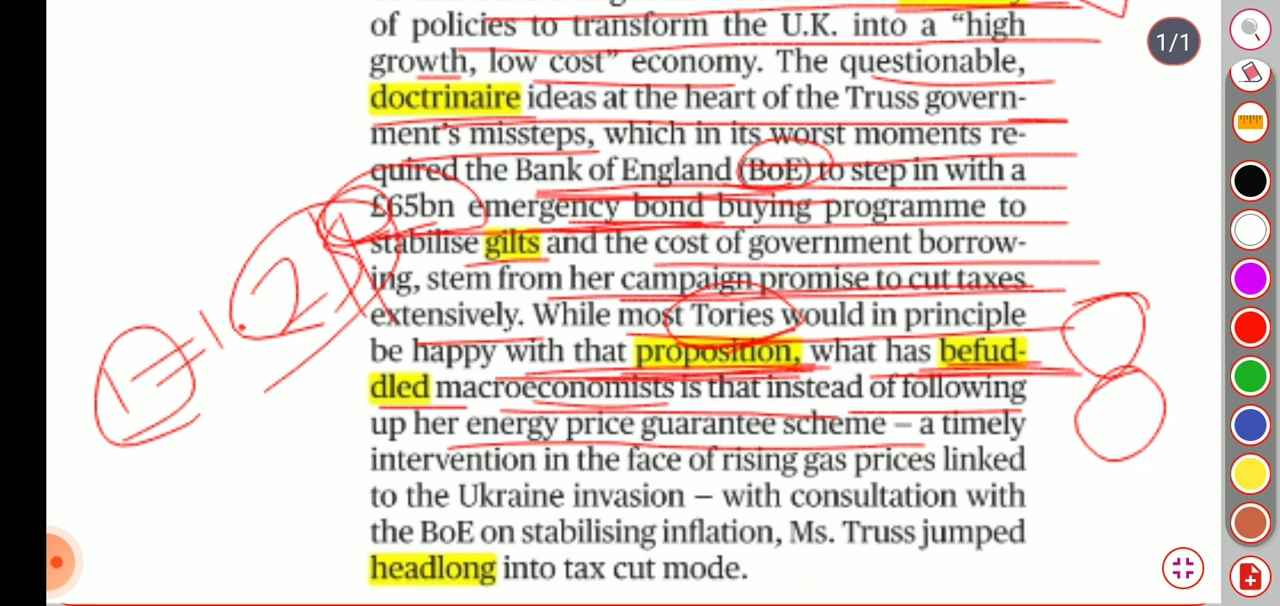 of policies to transform the U.K. into a “high
growth, low cost” economy. The questionable,
doctrinaire ideas at the heart of the Truss govern-
ment’s missteps, which in its worst moments re-
quired the Bank of England (BoE) to step in with a
£65bn emergency bond buying programme to
stabilise gilts and the cost of government borrow-
ing, stem from her campaign promise to cut taxes
extensively. While most Tories would in principle
be happy with that proposition, what has befud-
dled macroeconomists is that instead of following
up her energy price guarantee scheme – a timely
intervention in the face of rising gas prices linked
to the Ukraine invasion – with consultation with
the BoE on stabilising inflation, Ms. Truss jumped
headlong into tax cut mode.
1/1